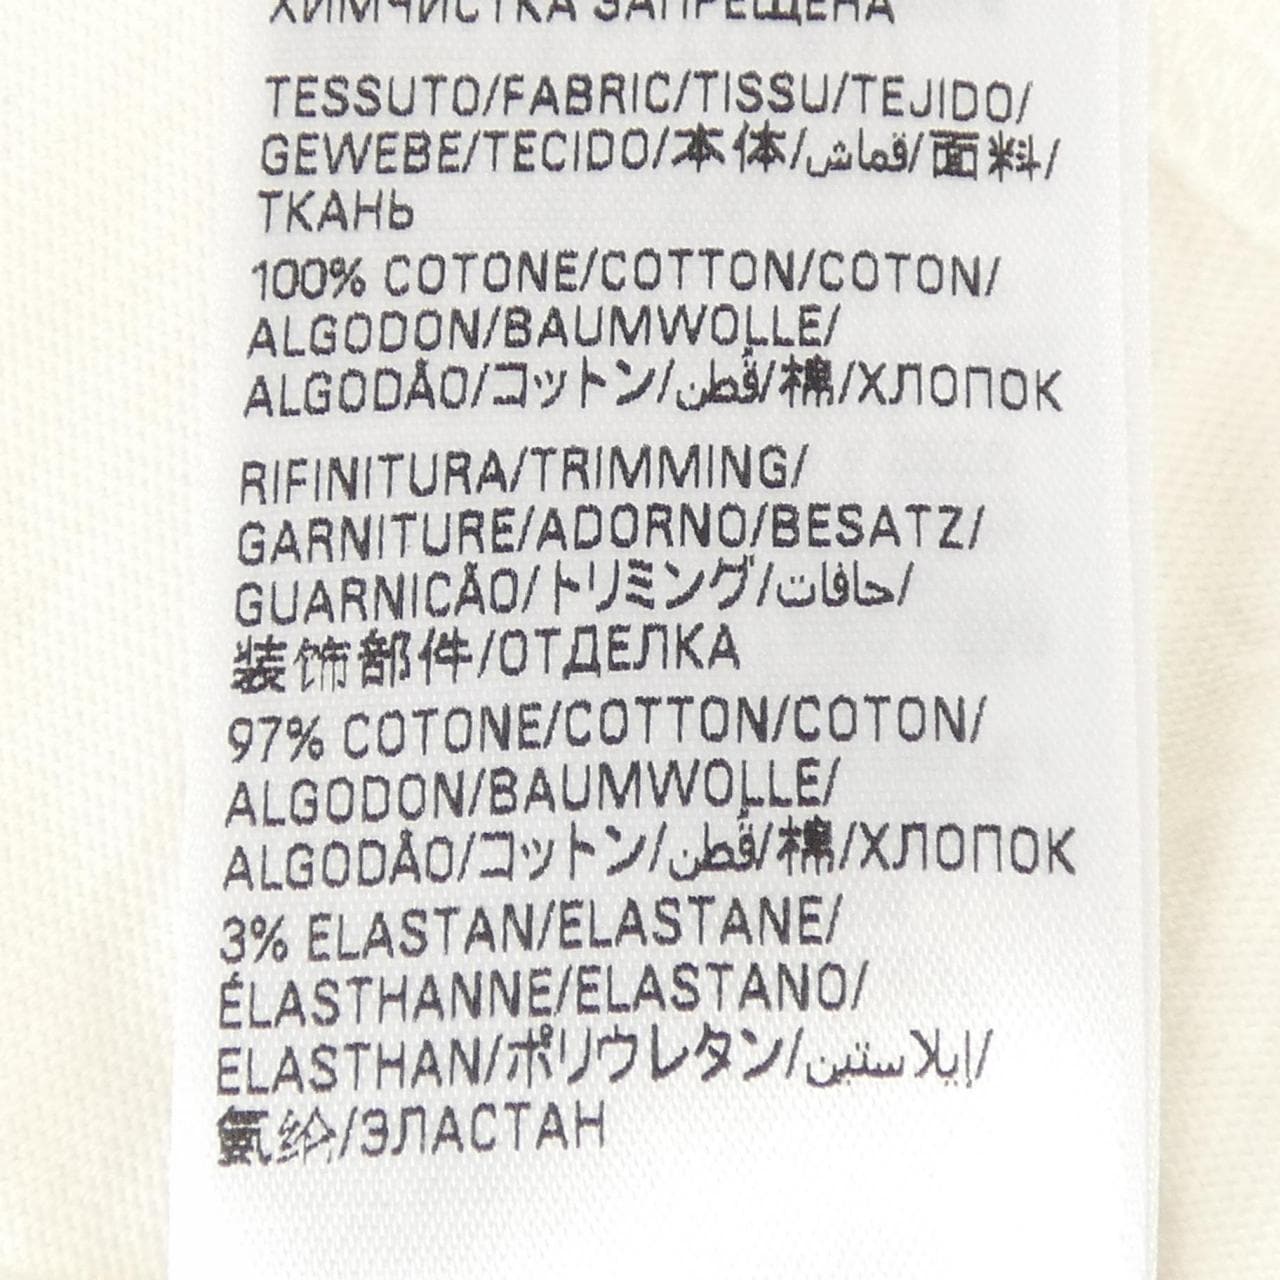 ХИМЧИСТКА ЗАПРЕЩЕНА
TESSUTO/FABRIC/TISSU/TEJIDO/
GEWEBE/TECIDO/本体/قماش/面料/
ТКАНЬ
100% COTONE/COTTON/COTON/
ALGODON/BAUMWOLLE/
ALGODÃO/コットン/قُطن/棉/ХЛОПОК
RIFINITURA/TRIMMING/
GARNITURE/ADORNO/BESATZ/
GUARNICÃO/トリミング/حافات/
装饰部件/ОТДЕЛКА
97% COTONE/COTTON/COTON/
ALGODON/BAUMWOLLE/
ALGODÃO/コットン/قُطن/棉/ХЛОПОК
3% ELASTAN/ELASTANE/
ÉLASTHANNE/ELASTANO/
ELASTHAN/ポリウレタン/إيلاستين/
氨纶/ЭЛАСТАН